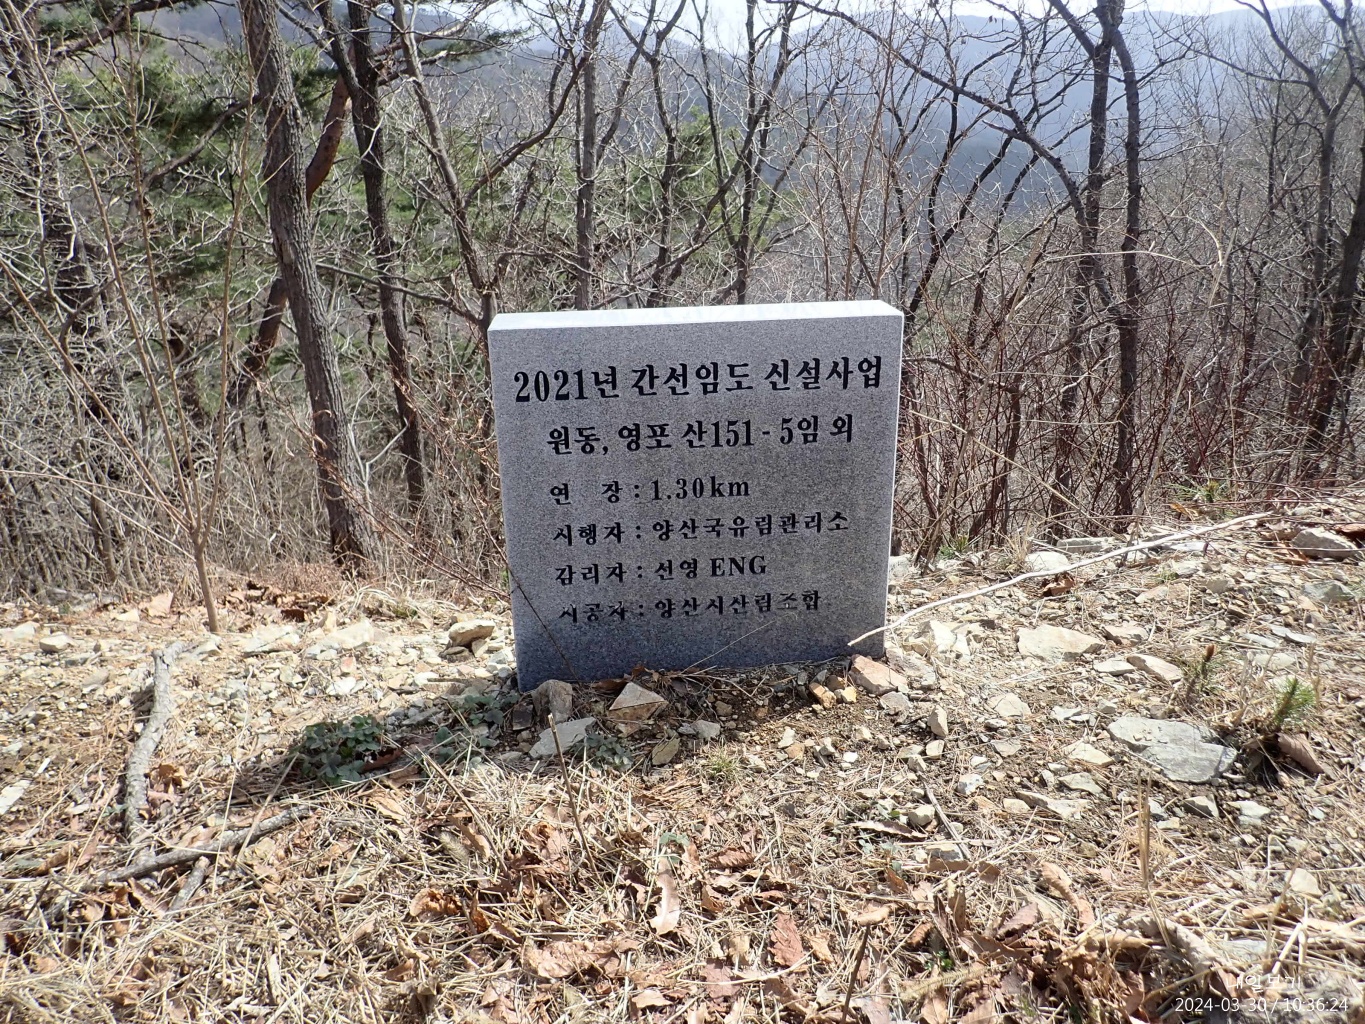 2021년 간선임도 신설사업
원동, 영포 산151 - 5임 외
연 장 : 1.30km
시행자 : 양산국유림관리소
감리자 : 선영 ENG
시공자 : 양산시산림조합
2024-03-30 / 10:36:24